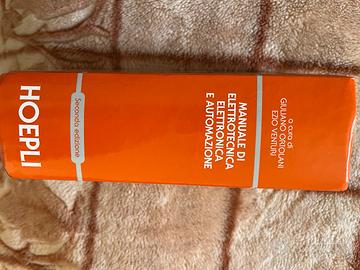 a cura di
GIULIANO ORTOLANI
EZIO VENTURI
MANUALE DI
ELETTROTECNICA
ELETTRONICA
E AUTOMAZIONE
Seconda edizione
HOEPLI